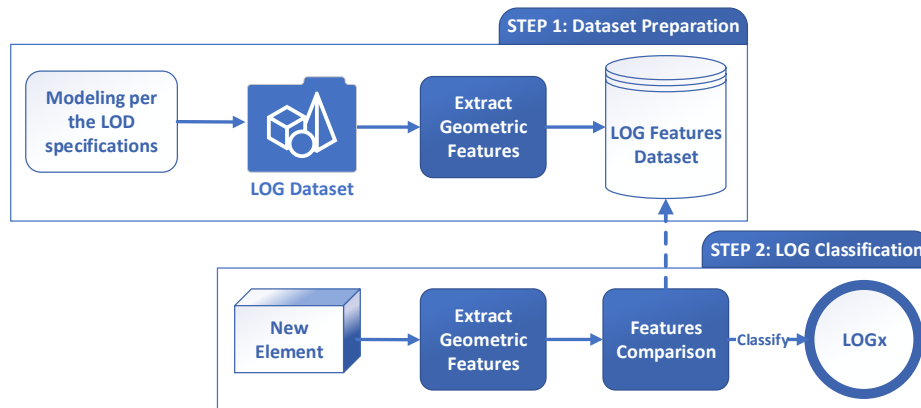 STEP 1: Dataset Preparation
Modeling per
the LOD
specifications
LOG Dataset
Extract
Geometric
Features
LOG Features
Dataset
STEP 2: LOG Classification
New
Element
Extract
Geometric
Features
Features
Comparison
Classify
LOGx